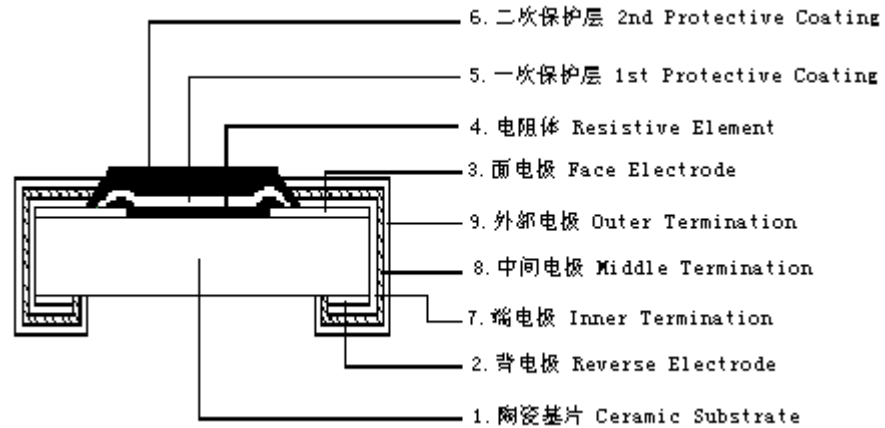 6.二次保护层 2nd Protective Coating
5.一次保护层 1st Protective Coating
4.电阻体 Resistive Element
3.面电极 Face Electrode
9.外部电极 Outer Termination
8.中间电极 Middle Termination
7.端电极 Inner Termination
2.背电极 Reverse Electrode
1.陶瓷基片 Ceramic Substrate